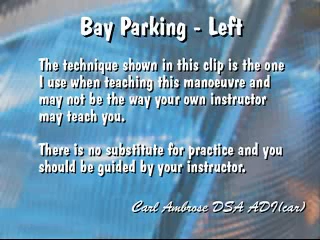 Bay Parking - Left
The technique shown in this clip is the one
I use when teaching this manoeuvre and
may not be the way your own instructor
may teach you.
There is no substitute for practice and you
should be guided by your instructor.
Carl Ambrose DSA ADI(car)